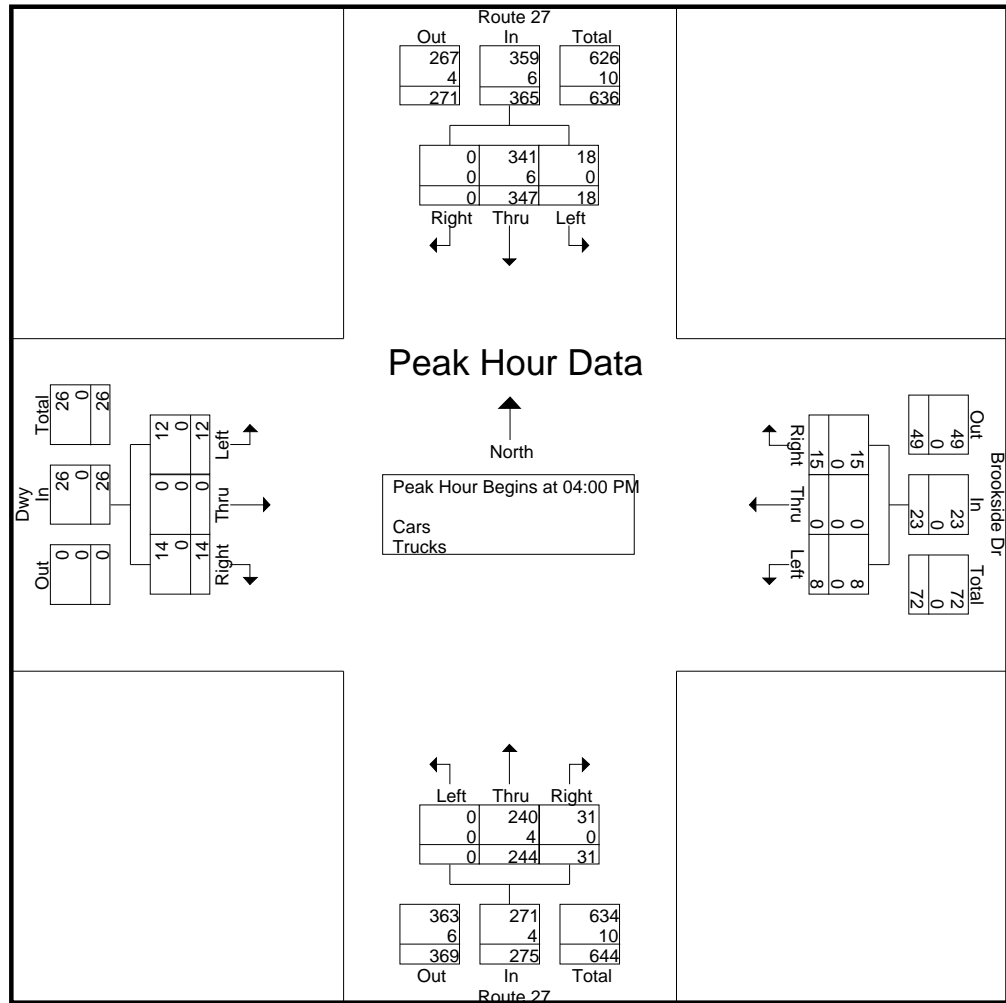 Route 27
Out In Total
267 359 626
4 6 10
271 365 636
0 341 18
0 6 0
0 347 18
Right Thru Left
Peak Hour Data
North
Peak Hour Begins at 04:00 PM
Cars
Trucks
Dwy
Total In Out
26 26 0
0 0 0
26 26 0
12 0 14
0 0 0
12 0 14
Left Thru Right
Brookside Dr
Out In Total
49 23 72
0 0 0
49 23 72
15 0 8
0 0 0
15 0 8
Right Thru Left
Left Thru Right
0 240 31
0 4 0
0 244 31
363 271 634
6 4 10
369 275 644
Out In Total
Route 27